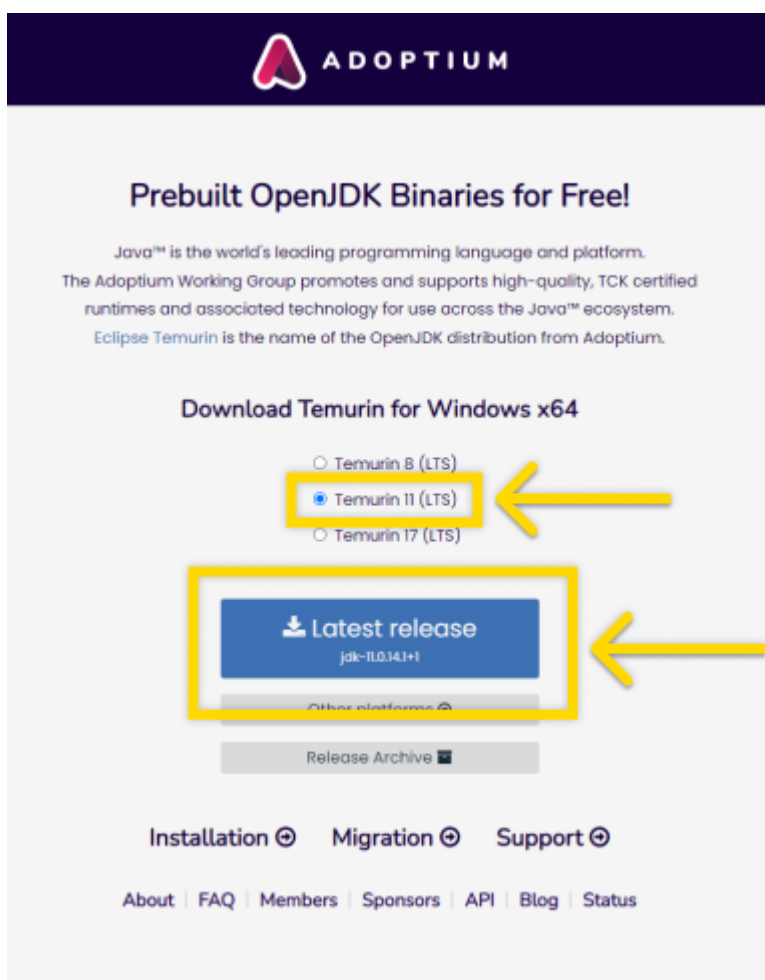 ADOPTIUM
Prebuilt OpenJDK Binaries for Free!
Java™ is the world's leading programming language and platform.
The Adoptium Working Group promotes and supports high-quality, TCK certified
runtimes and associated technology for use across the Java™ ecosystem.
Eclipse Temurin is the name of the OpenJDK distribution from Adoptium.
Download Temurin for Windows x64
Temurin 8 (LTS)
Temurin 11 (LTS)
Temurin 17 (LTS)
Latest release
jdk-11.0.14.1+1
Other platforms
Release Archive
Installation Migration Support
About | FAQ | Members | Sponsors | API | Blog | Status